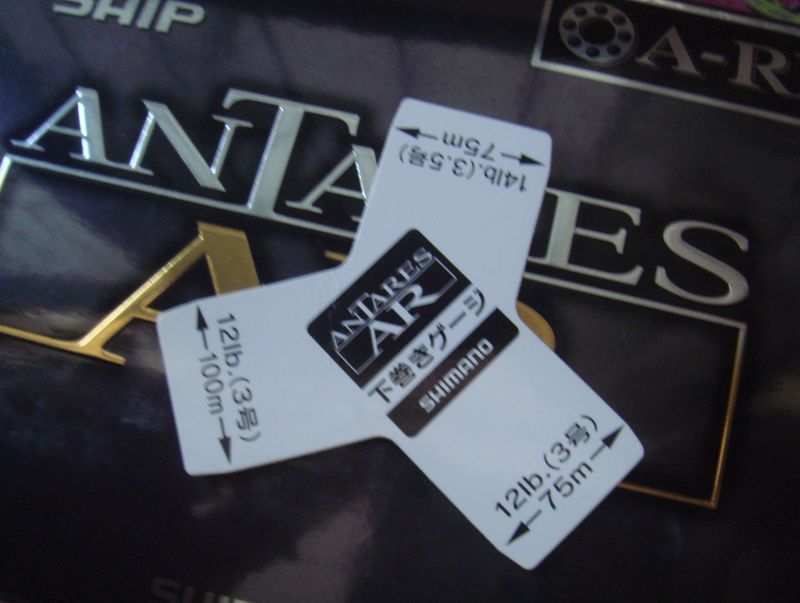 SHIP
A-R
ANTARES
14lb.(3.5号)
75m
ANTARES
AR
下巻きゲージ
SHIMANO
12lb.(3号)
100m
12lb.(3号)
75m